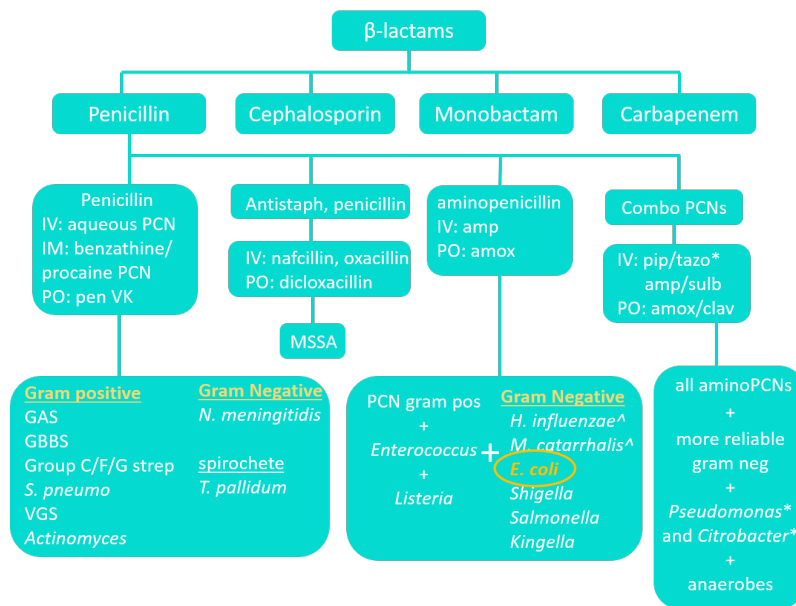 β-lactams
Penicillin
Cephalosporin
Monobactam
Carbapenem
Penicillin
IV: aqueous PCN
IM: benzathine/
procaine PCN
PO: pen VK
Antistaph, penicillin
IV: nafcillin, oxacillin
PO: dicloxacillin
MSSA
aminopenicillin
IV: amp
PO: amox
Combo PCNs
IV: pip/tazo*
amp/sulb
PO: amox/clav
Gram positive
GAS
GBBS
Group C/F/G strep
S. pneumo
VGS
Actinomyces
Gram Negative
N. meningitidis
spirochete
T. pallidum
PCN gram pos
+
Enterococcus
+
Listeria
+
Gram Negative
H. influenzae^
M. catarrhalis^
E. coli
Shigella
Salmonella
Kingella
all aminoPCNs
+
more reliable
gram neg
+
Pseudomonas*
and Citrobacter*
+
anaerobes